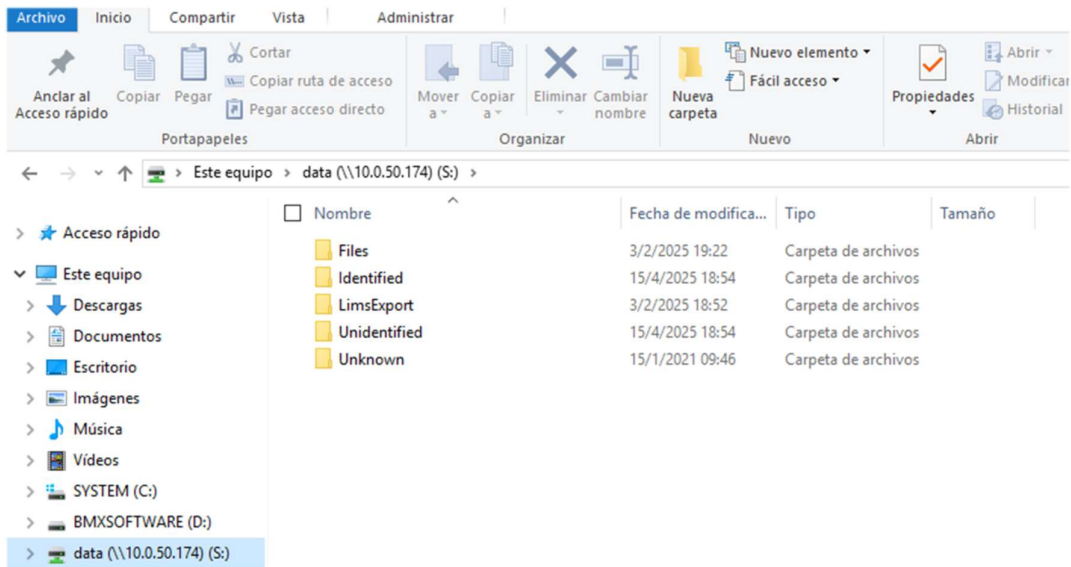 Archivo Inicio Compartir Vista Administrar
Anclar al
Acceso rápido
Copiar
Pegar
Cortar
Copiar ruta de acceso
Pegar acceso directo
Portapapeles
Mover
a
Copiar
a
Eliminar
Cambiar
nombre
Organizar
Nueva
carpeta
Nuevo elemento
Fácil acceso
Nuevo
Propiedades
Abrir
Modificar
Historial
Abrir
Este equipo > data (\\10.0.50.174) (S:) >
Acceso rápido
Este equipo
Descargas
Documentos
Escritorio
Imágenes
Música
Vídeos
SYSTEM (C:)
BMXSOFTWARE (D:)
data (\\10.0.50.174) (S:)
Nombre Fecha de modifica... Tipo Tamaño
Files 3/2/2025 19:22 Carpeta de archivos
Identified 15/4/2025 18:54 Carpeta de archivos
LimsExport 3/2/2025 18:52 Carpeta de archivos
Unidentified 15/4/2025 18:54 Carpeta de archivos
Unknown 15/1/2021 09:46 Carpeta de archivos